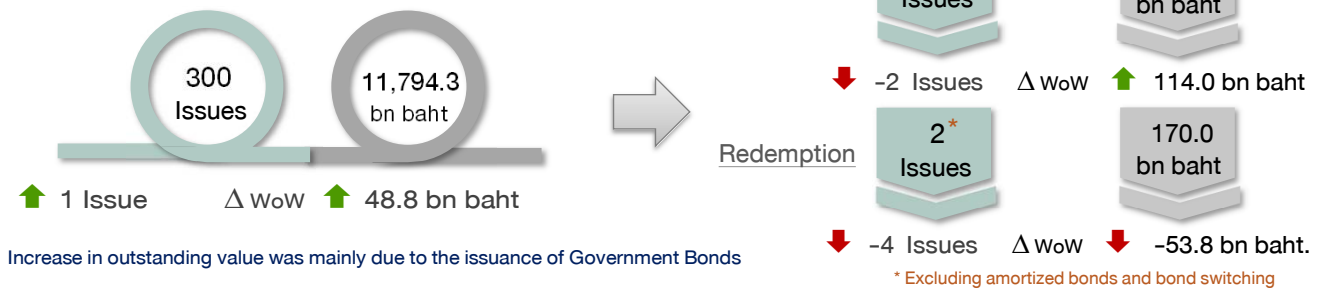 Issues
bn baht
300
Issues
11,794.3
bn baht
-2 Issues Δ WoW 114.0 bn baht
Redemption
2*
Issues
170.0
bn baht
1 Issue Δ WoW 48.8 bn baht
-4 Issues Δ WoW -53.8 bn baht.
Increase in outstanding value was mainly due to the issuance of Government Bonds
* Excluding amortized bonds and bond switching